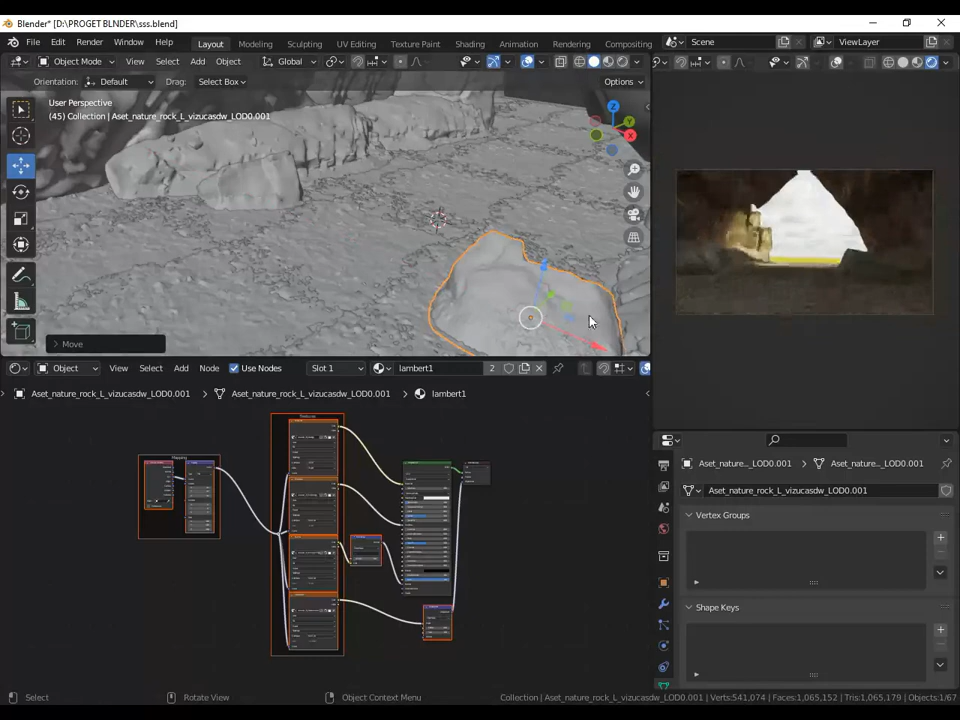 Blender* [D:\PROGET BLNDER\sss.blend]
File Edit Render Window Help Layout Modeling Sculpting UV Editing Texture Paint Shading Animation Rendering Compositing Scene ViewLayer
Object Mode View Select Add Object Global
Orientation: Default Drag: Select Box Options
User Perspective
(45) Collection | Aset_nature_rock_L_vizucasdw_LOD0.001
Z
Y
X
Move
Object View Select Add Node Use Nodes Slot 1 lambert1 2
Aset_nature_rock_L_vizucasdw_LOD0.001 Aset_nature_rock_L_vizucasdw_LOD0.001 lambert1
Mapping
Textures
Aset_nature..._LOD0.001 Aset_natur..._LOD0.001
Aset_nature_rock_L_vizucasdw_LOD0.001
Vertex Groups
Shape Keys
Select Rotate View Object Context Menu Collection | Aset_nature_rock_L_vizucasdw_LOD0.001 | Verts:541,074 | Faces:1,065,152 | Tris:1,065,179 | Objects:1/67